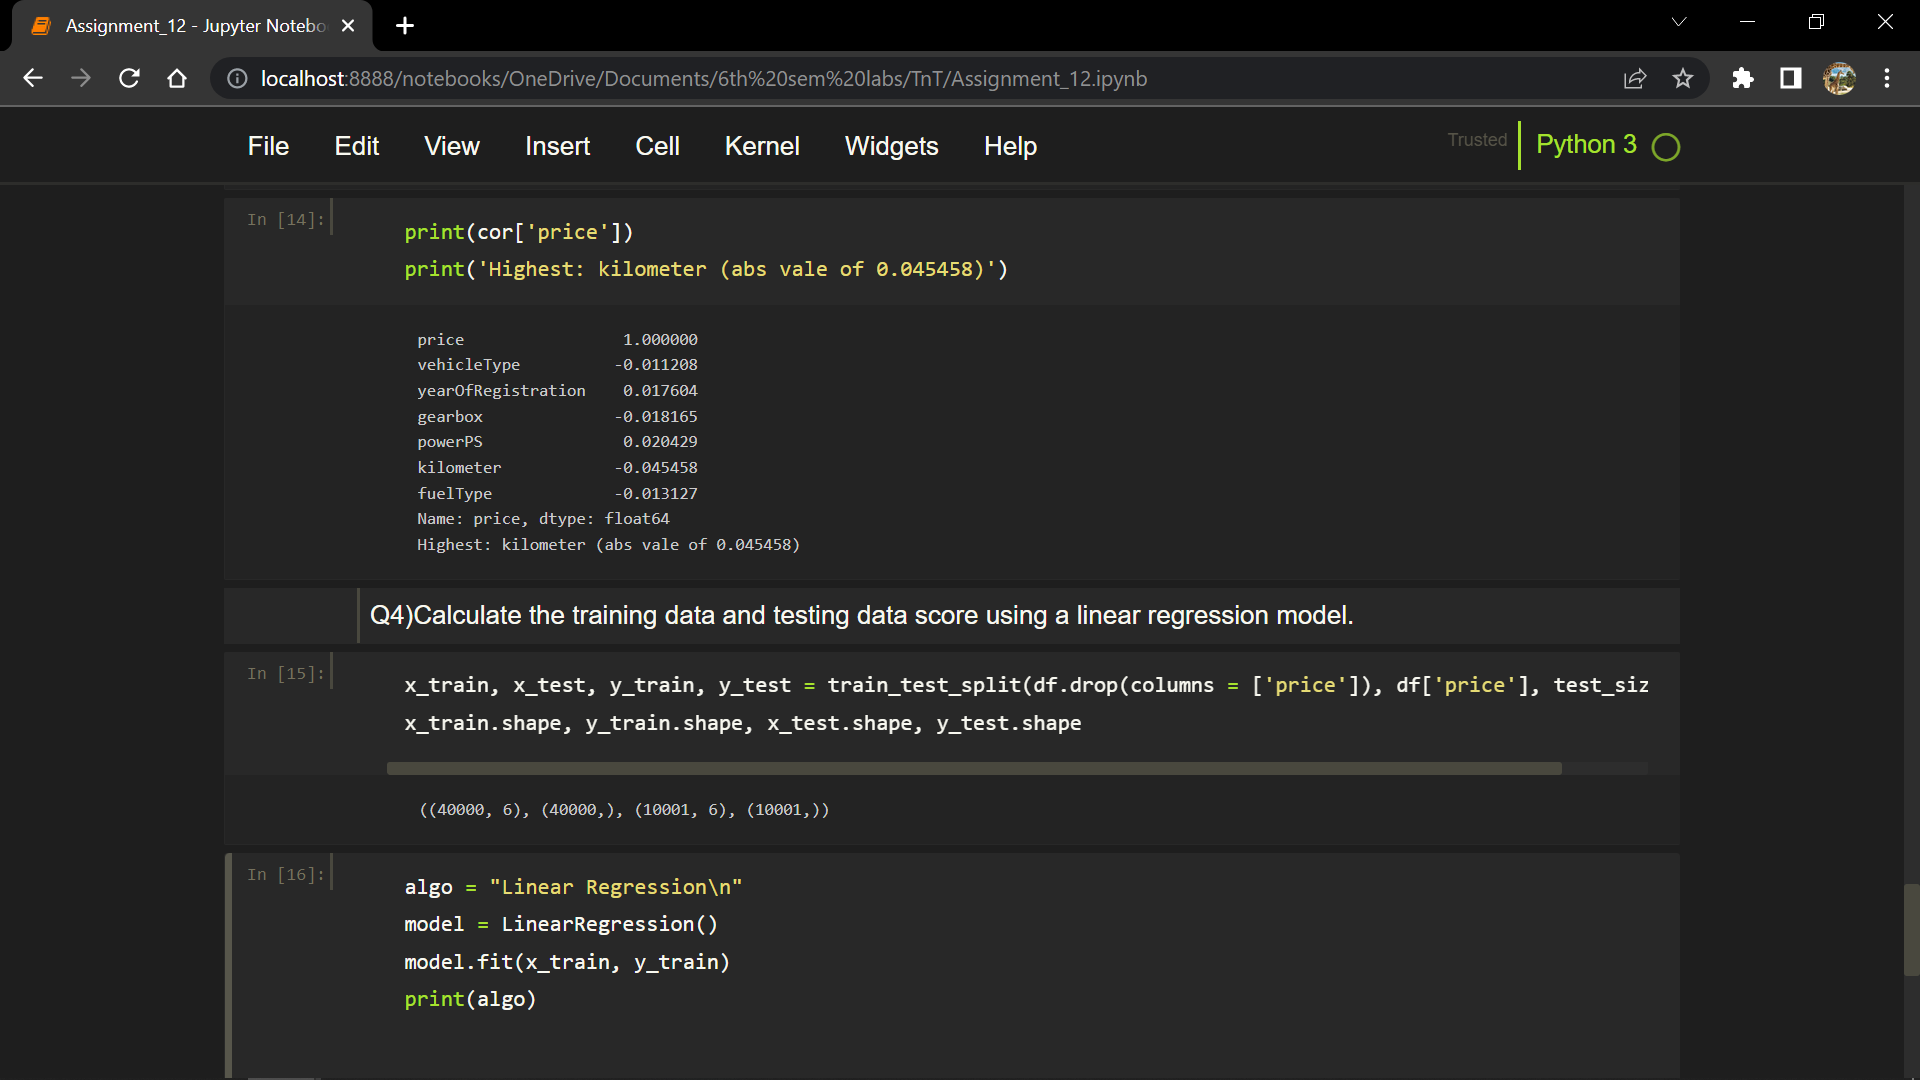 Assignment_12 - Jupyter Notebo
localhost:8888/notebooks/OneDrive/Documents/6th%20sem%20labs/TnT/Assignment_12.ipynb
File Edit View Insert Cell Kernel Widgets Help Trusted Python 3
In [14]:
print(cor['price'])
print('Highest: kilometer (abs vale of 0.045458)')
price 1.000000
vehicleType -0.011208
yearOfRegistration 0.017604
gearbox -0.018165
powerPS 0.020429
kilometer -0.045458
fuelType -0.013127
Name: price, dtype: float64
Highest: kilometer (abs vale of 0.045458)
Q4)Calculate the training data and testing data score using a linear regression model.
In [15]:
x_train, x_test, y_train, y_test = train_test_split(df.drop(columns = ['price']), df['price'], test_siz
x_train.shape, y_train.shape, x_test.shape, y_test.shape
((40000, 6), (40000,), (10001, 6), (10001,))
In [16]:
algo = "Linear Regression\n"
model = LinearRegression()
model.fit(x_train, y_train)
print(algo)